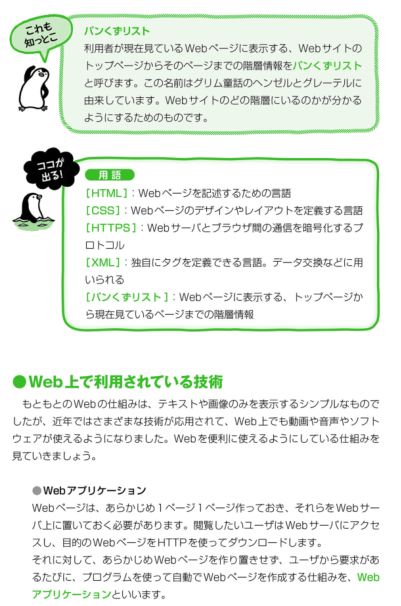 これも
知っとこ
パンくずリスト
利用者が現在見ているWebページに表示する、Webサイトの
トップページからそのページまでの階層情報をパンくずリスト
と呼びます。この名前はグリム童話のヘンゼルとグレーテルに
由来しています。Webサイトのどの階層にいるのかが分かる
ようにするためのものです。
ココが
出る!
用語
[HTML]：Webページを記述するための言語
[CSS]：Webページのデザインやレイアウトを定義する言語
[HTTPS]：Webサーバとブラウザ間の通信を暗号化するプ
ロトコル
[XML]：独自にタグを定義できる言語。データ交換などに用
いられる
[パンくずリスト]：Webページに表示する、トップページか
ら現在見ているページまでの階層情報
●Web上で利用されている技術
もともとのWebの仕組みは、テキストや画像のみを表示するシンプルなもので
したが、近年ではさまざまな技術が応用されて、Web上でも動画や音声やソフト
ウェアが使えるようになりました。Webを便利に使えるようにしている仕組みを
見ていきましょう。
●Webアプリケーション
Webページは、あらかじめ1ページ1ページ作っておき、それらをWebサー
バ上に置いておく必要があります。閲覧したいユーザはWebサーバにアクセ
スし、目的のWebページをHTTPを使ってダウンロードします。
それに対して、あらかじめWebページを作り置きせず、ユーザから要求があ
るたびに、プログラムを使って自動でWebページを作成する仕組みを、Web
アプリケーションといいます。